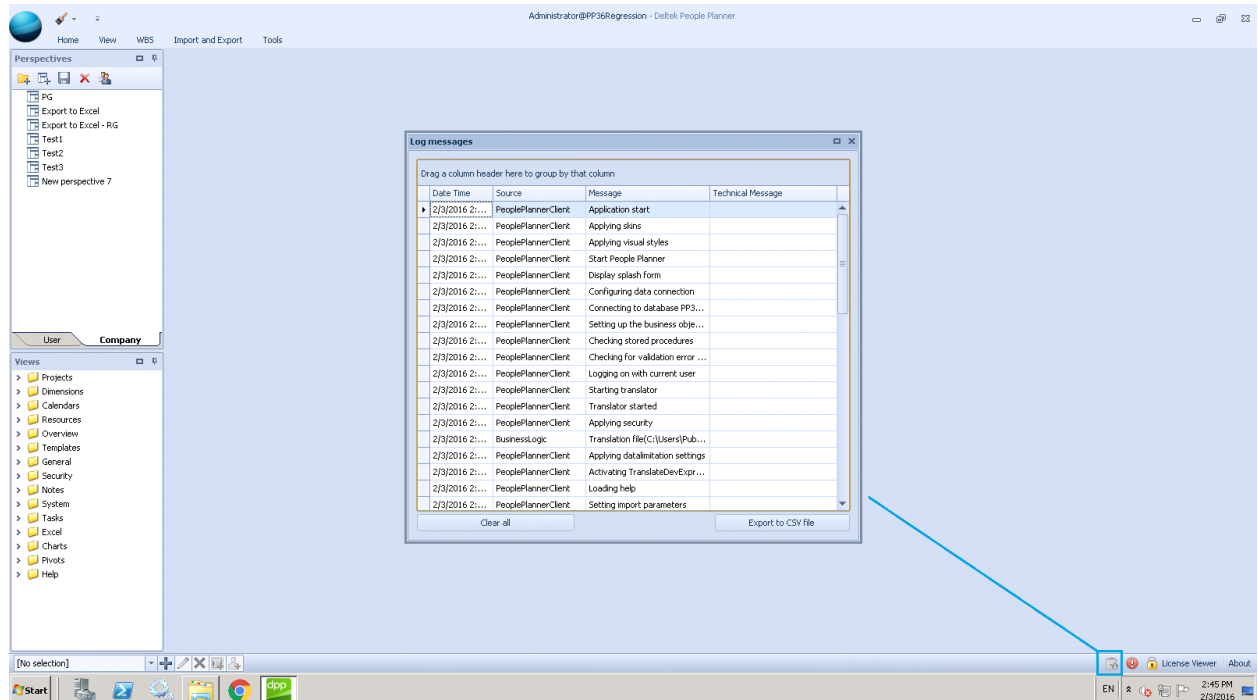 Administrator@PP36Regression - Deltek People Planner
Home View WBS Import and Export Tools
Perspectives
PG
Export to Excel
Export to Excel - RG
Test1
Test2
Test3
New perspective 7
User Company
Views
Projects
Dimensions
Calendars
Resources
Overview
Templates
General
Security
Notes
System
Tasks
Excel
Charts
Pivots
Help
Log messages
Drag a column header here to group by that column
Date Time Source Message Technical Message
2/3/2016 2:... PeoplePlannerClient Application start
2/3/2016 2:... PeoplePlannerClient Applying skins
2/3/2016 2:... PeoplePlannerClient Applying visual styles
2/3/2016 2:... PeoplePlannerClient Start People Planner
2/3/2016 2:... PeoplePlannerClient Display splash form
2/3/2016 2:... PeoplePlannerClient Configuring data connection
2/3/2016 2:... PeoplePlannerClient Connecting to database PP3...
2/3/2016 2:... PeoplePlannerClient Setting up the business obje...
2/3/2016 2:... PeoplePlannerClient Checking stored procedures
2/3/2016 2:... PeoplePlannerClient Checking for validation error ...
2/3/2016 2:... PeoplePlannerClient Logging on with current user
2/3/2016 2:... PeoplePlannerClient Starting translator
2/3/2016 2:... PeoplePlannerClient Translator started
2/3/2016 2:... PeoplePlannerClient Applying security
2/3/2016 2:... BusinessLogic Translation file(C:\Users\Pub...
2/3/2016 2:... PeoplePlannerClient Applying datalimitation settings
2/3/2016 2:... PeoplePlannerClient Activating TranslateDevExpr...
2/3/2016 2:... PeoplePlannerClient Loading help
2/3/2016 2:... PeoplePlannerClient Setting import parameters
Clear all Export to CSV file
[No selection] License Viewer About
Start dpp EN 2:45 PM
2/3/2016